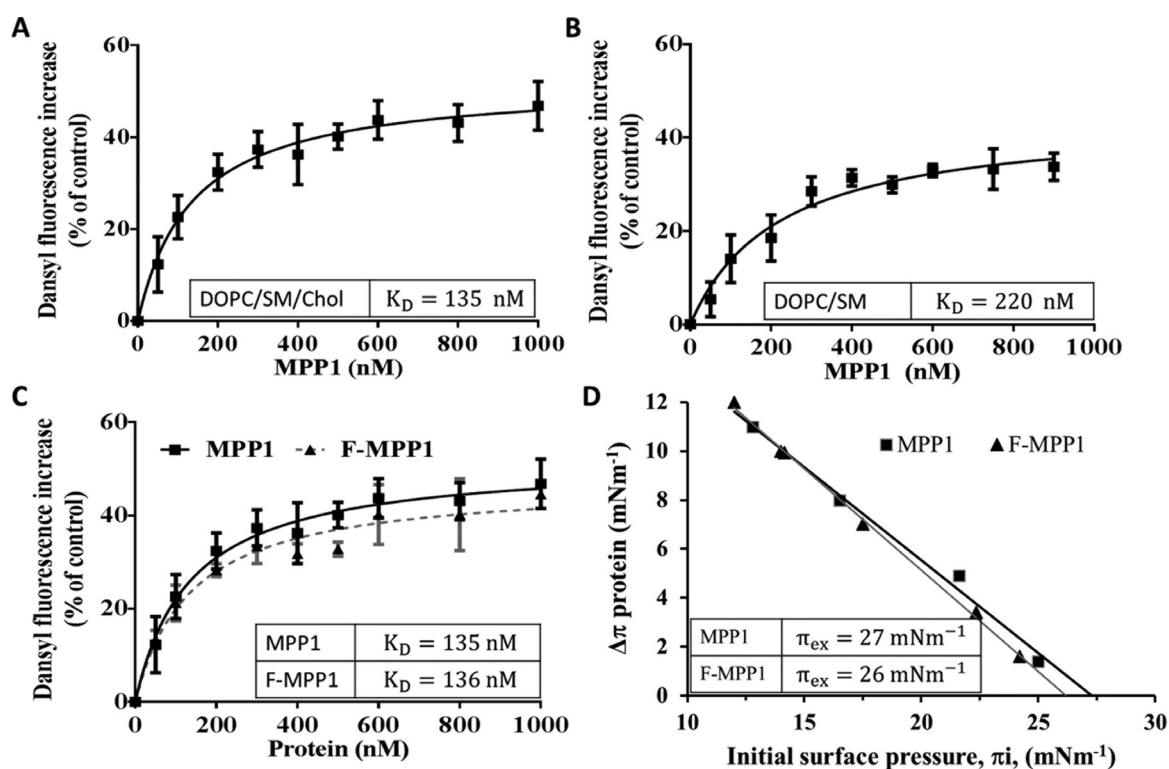 A
Dansyl fluorescence increase
(% of control)
60
40
20
0
DOPC/SM/Chol K_D = 135 nM
0 200 400 600 800 1000
MPP1 (nM)
B
Dansyl fluorescence increase
(% of control)
60
40
20
0
DOPC/SM K_D = 220 nM
0 200 400 600 800 1000
MPP1 (nM)
C
Dansyl fluorescence increase
(% of control)
60
40
20
0
MPP1 F-MPP1
MPP1 K_D = 135 nM
F-MPP1 K_D = 136 nM
0 200 400 600 800 1000
Protein (nM)
D
Δπ protein (mNm⁻¹)
12
10
8
6
4
2
0
MPP1 F-MPP1
MPP1 π_ex = 27 mNm⁻¹
F-MPP1 π_ex = 26 mNm⁻¹
10 15 20 25 30
Initial surface pressure, πi, (mNm⁻¹)